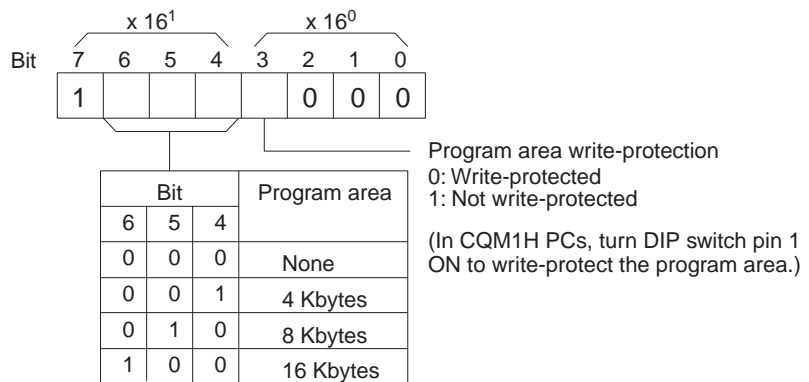 x 16¹ x 16⁰
Bit 7 6 5 4 3 2 1 0
1 0 0 0
Program area write-protection
0: Write-protected
1: Not write-protected
(In CQM1H PCs, turn DIP switch pin 1
ON to write-protect the program area.)
Bit Program area
6 5 4
0 0 0 None
0 0 1 4 Kbytes
0 1 0 8 Kbytes
1 0 0 16 Kbytes